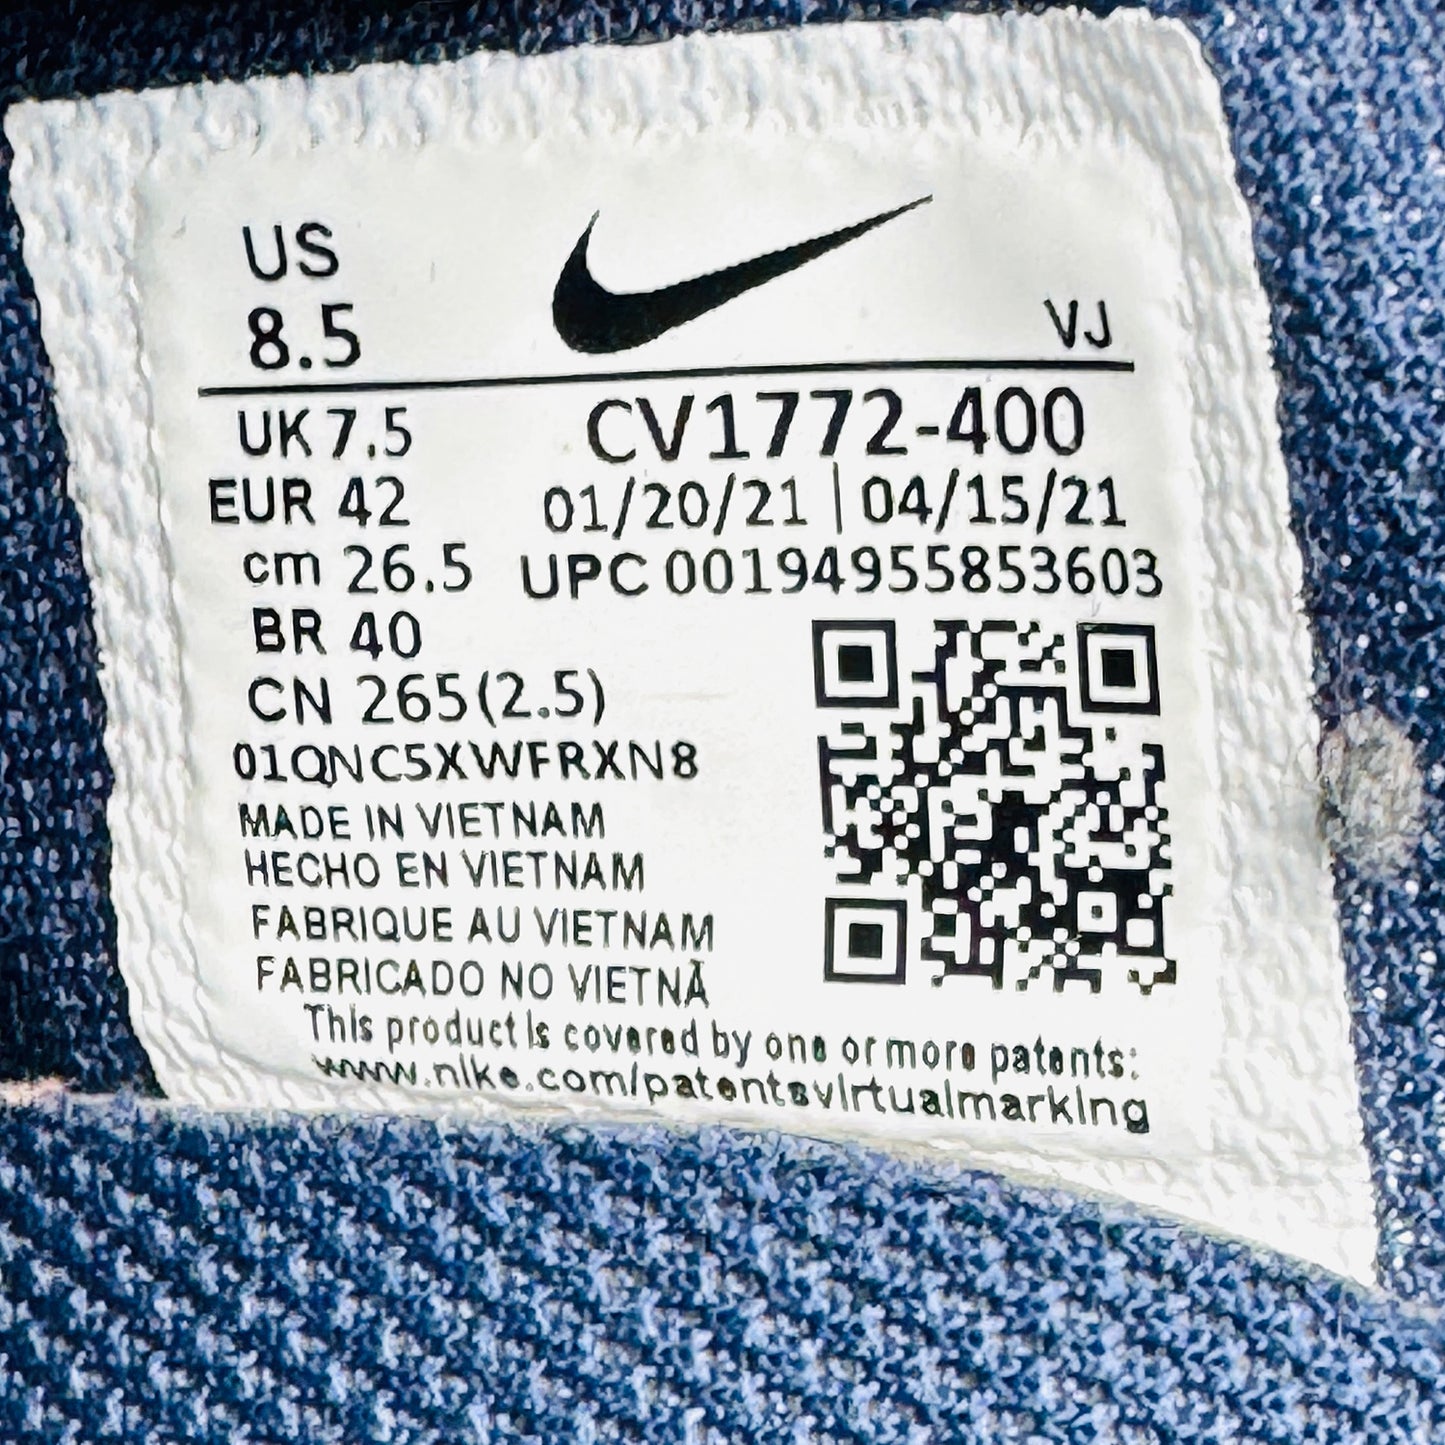 US
8.5
VJ
UK 7.5
CV1772-400
EUR 42
01/20/21 | 04/15/21
cm 26.5
UPC 00194955853603
BR 40
CN 265(2.5)
01QNC5XWFRXN8
MADE IN VIETNAM
HECHO EN VIETNAM
FABRIQUE AU VIETNAM
FABRICADO NO VIETNÃ
This product is covered by one or more patents:
www.nike.com/patentsvirtualmarking